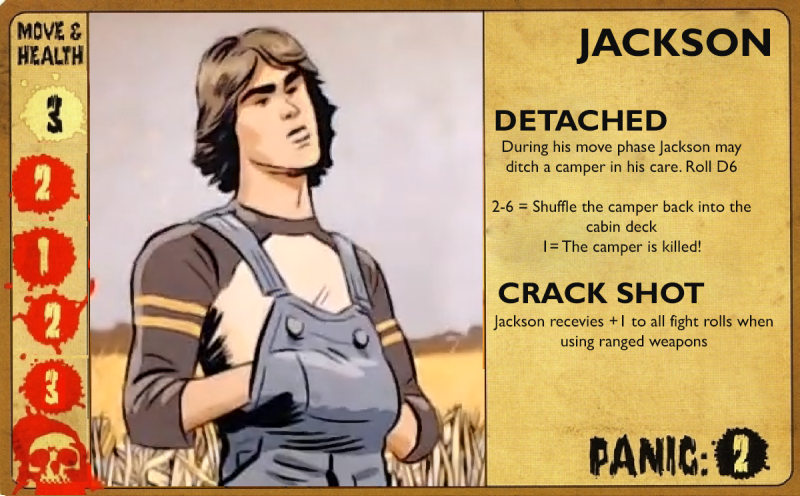 MOVE &
HEALTH
3
2
1
2
3
JACKSON
DETACHED
During his move phase Jackson may
ditch a camper in his care. Roll D6
2-6 = Shuffle the camper back into the
cabin deck
1= The camper is killed!
CRACK SHOT
Jackson recevies +1 to all fight rolls when
using ranged weapons
PANIC: 2